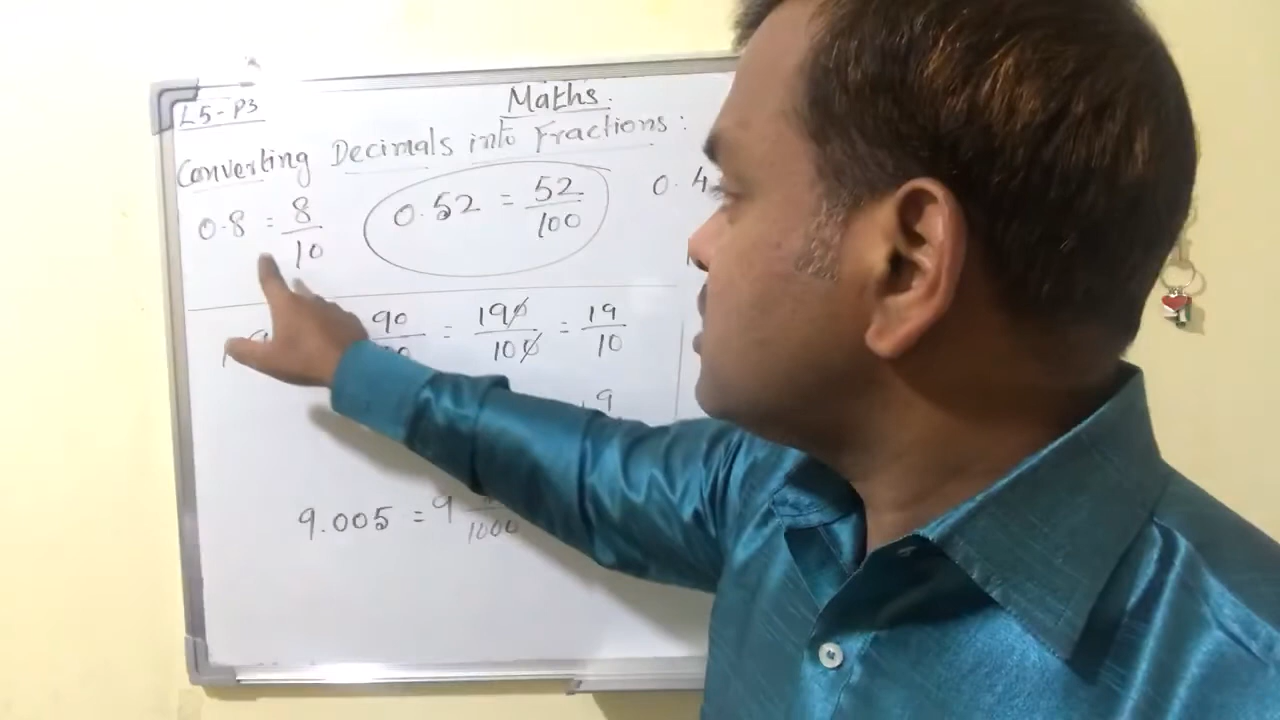 L5-P3
Maths.
Converting Decimals into Fractions:
0.8 = 8/10 0.52 = 52/100 0.4
90 = 190/100 = 19/10
9
9.005 = 9 /1000